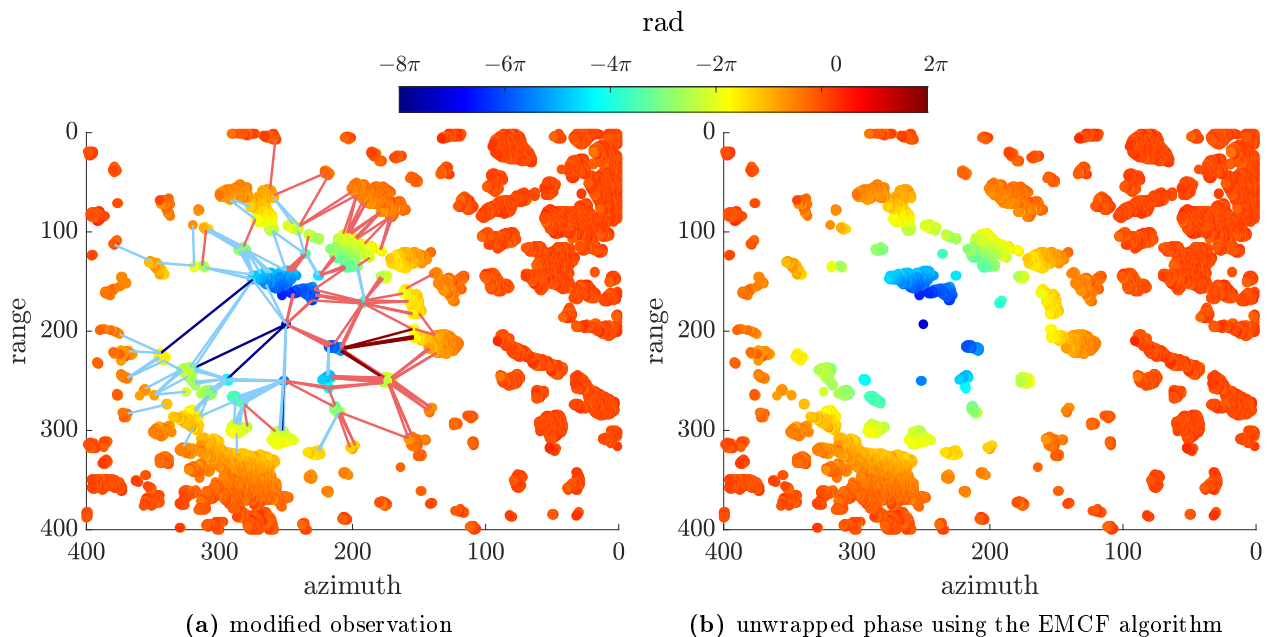 rad
−8π −6π −4π −2π 0 2π
0
100
200
300
400
range
400 300 200 100 0
azimuth
(a) modified observation
0
100
200
300
400
range
400 300 200 100 0
azimuth
(b) unwrapped phase using the EMCF algorithm